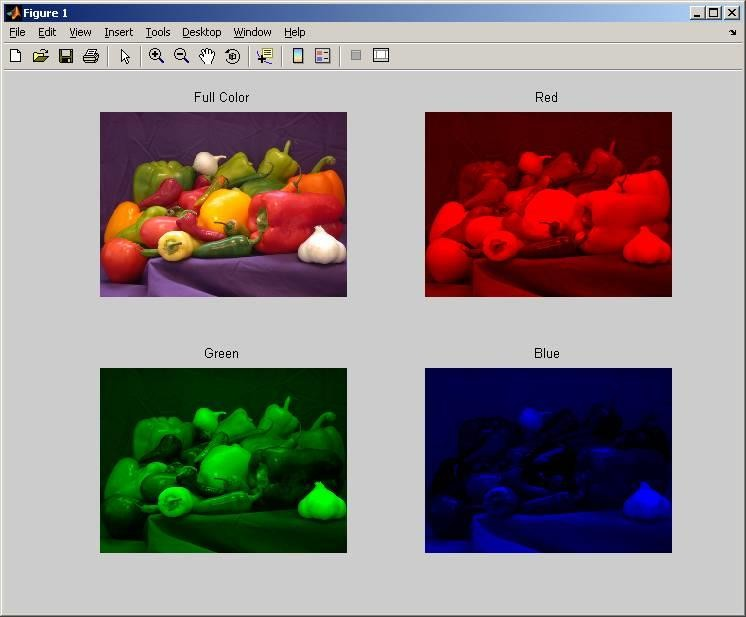 Figure 1
File Edit View Insert Tools Desktop Window Help
Full Color Red
Green Blue